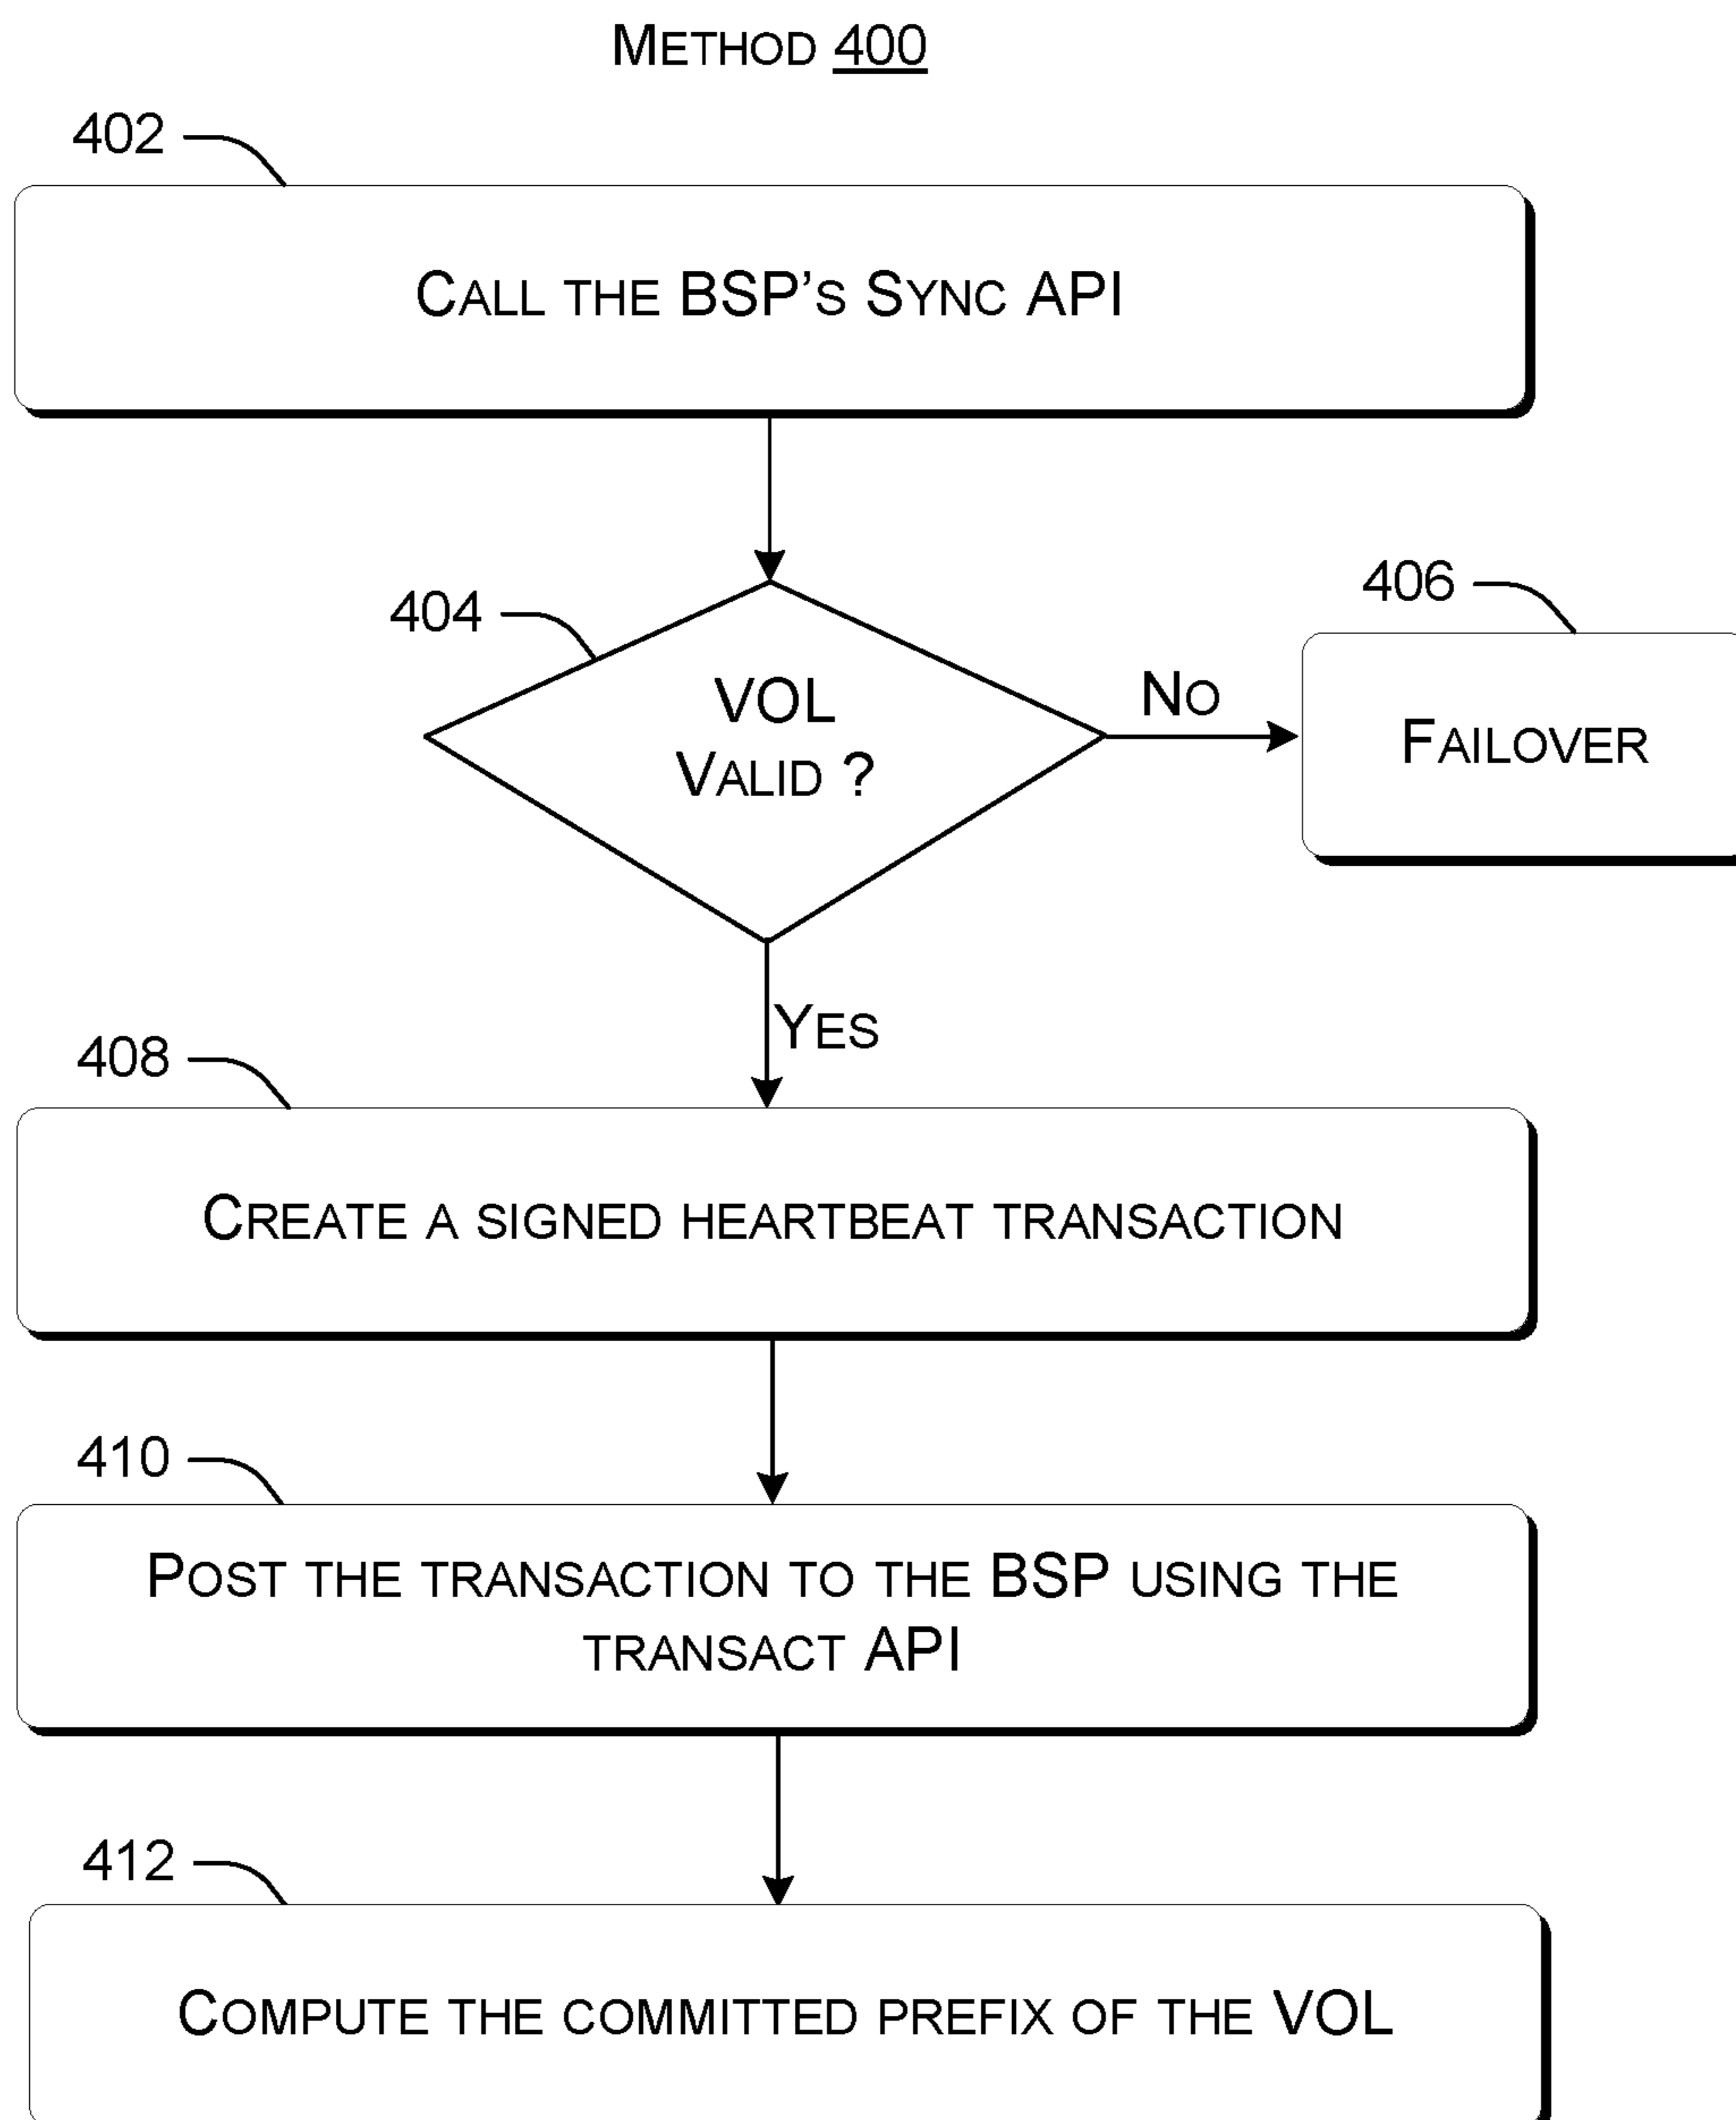 METHOD 400
402
CALL THE BSP'S SYNC API
404
VOL
VALID ?
NO
406
FAILOVER
YES
408
CREATE A SIGNED HEARTBEAT TRANSACTION
410
POST THE TRANSACTION TO THE BSP USING THE
TRANSACT API
412
COMPUTE THE COMMITTED PREFIX OF THE VOL